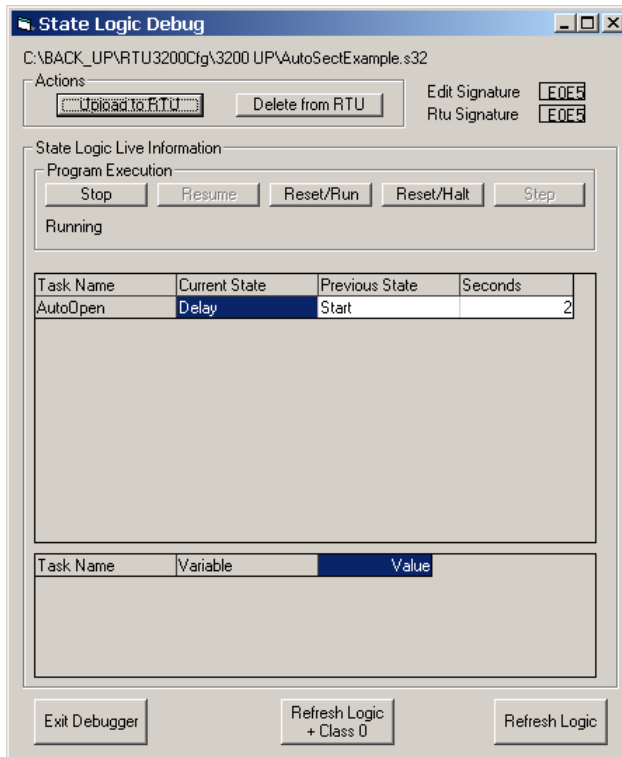 State Logic Debug
C:\BACK_UP\RTU3200Cfg\3200 UP\AutoSectExample.s32
Actions
Upload to RTU Delete from RTU
Edit Signature E0E5
Rtu Signature E0E5
State Logic Live Information
Program Execution
Stop Resume Reset/Run Reset/Halt Step
Running
Task Name Current State Previous State Seconds
AutoOpen Delay Start 2
Task Name Variable Value
Exit Debugger
Refresh Logic
+ Class 0
Refresh Logic